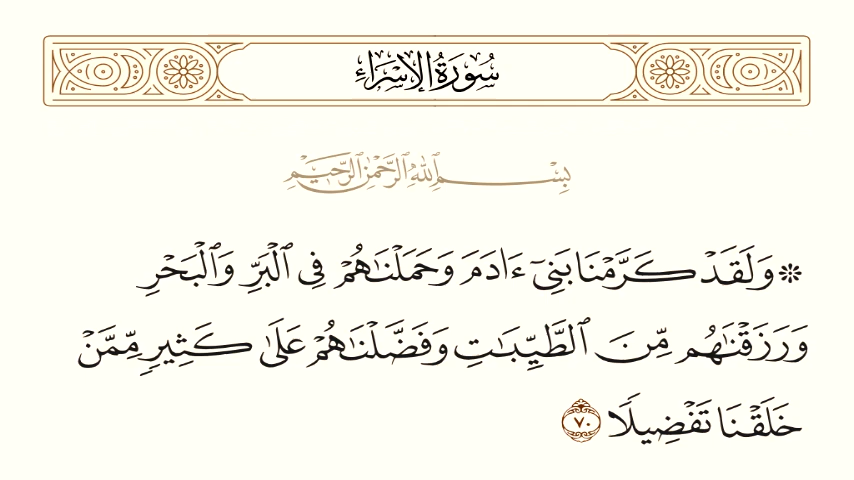 سُورَةُ الإِسْرَاءِ
بِسْمِ ٱللَّهِ ٱلرَّحْمَٰنِ ٱلرَّحِيمِ
۞ وَلَقَدْ كَرَّمْنَا بَنِىٓ ءَادَمَ وَحَمَلْنَـٰهُمْ فِى ٱلْبَرِّ وَٱلْبَحْرِ
وَرَزَقْنَـٰهُم مِّنَ ٱلطَّيِّبَـٰتِ وَفَضَّلْنَـٰهُمْ عَلَىٰ كَثِيرٍ مِّمَّنْ
خَلَقْنَا تَفْضِيلًا ٧٠